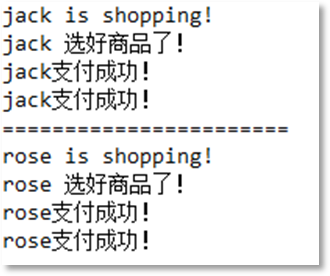 jack is shopping!
jack 选好商品了!
jack支付成功!
jack支付成功!
=======================
rose is shopping!
rose 选好商品了!
rose支付成功!
rose支付成功!